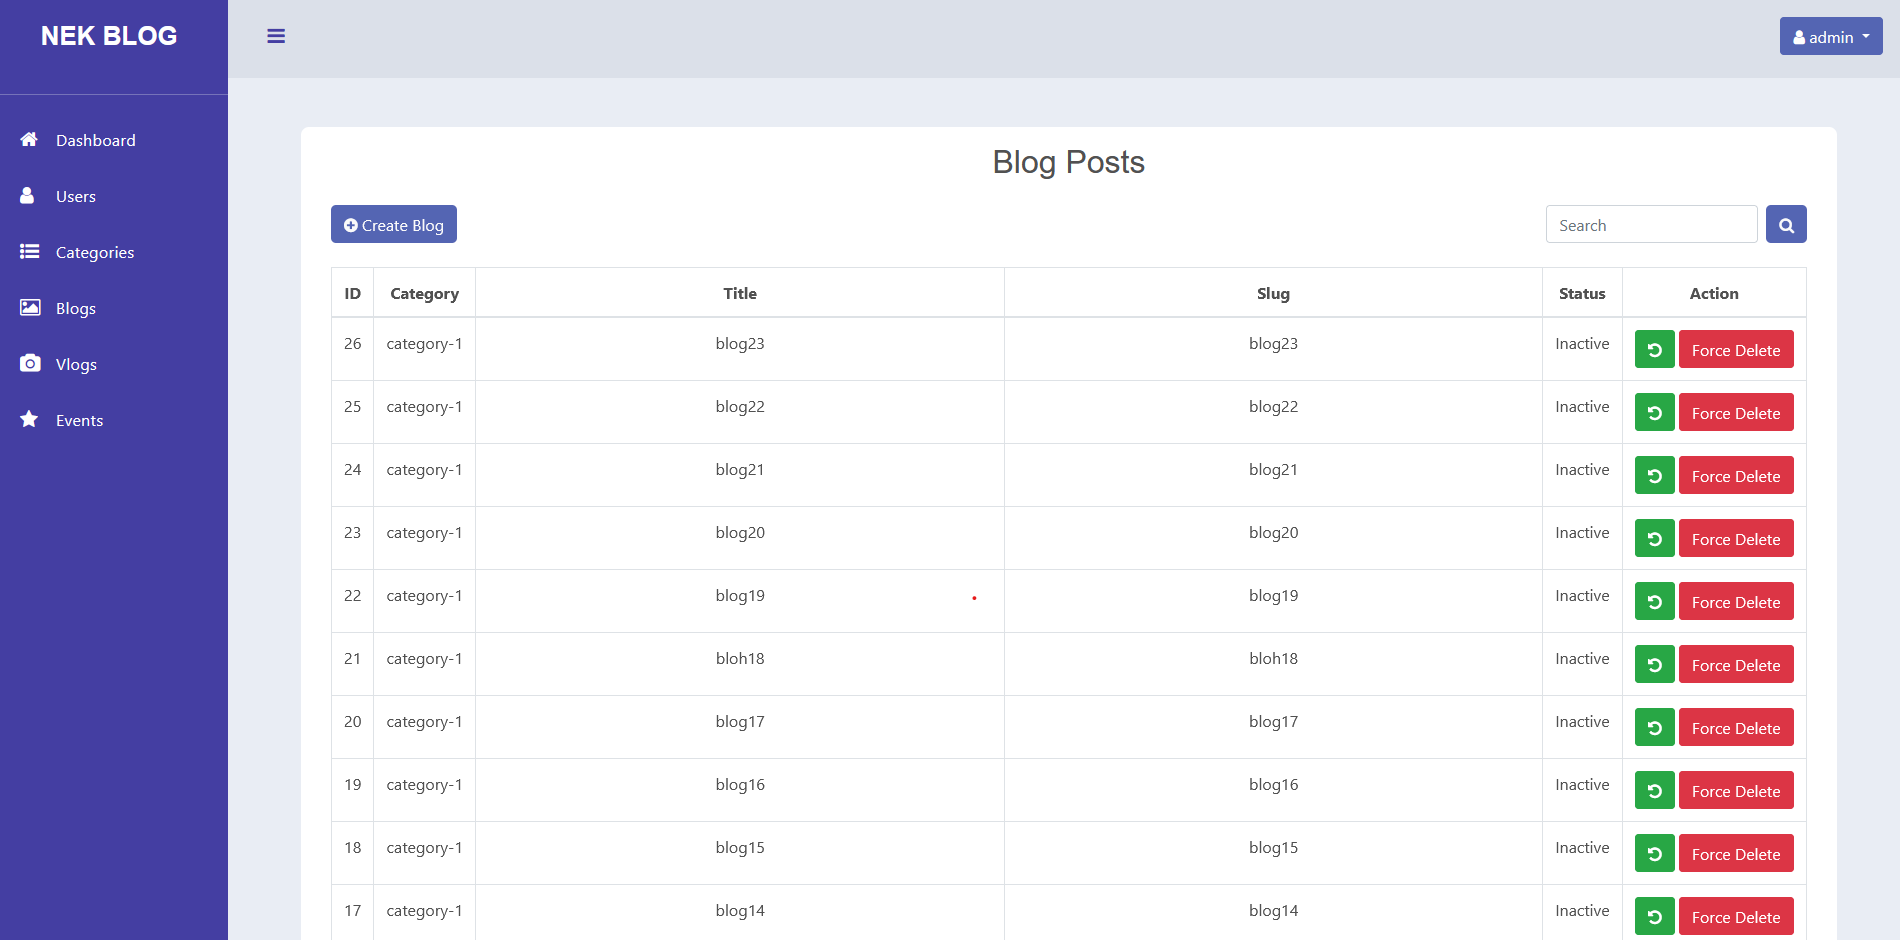 NEK BLOG
admin
Dashboard
Users
Categories
Blogs
Vlogs
Events
Blog Posts
Create Blog
Search
ID Category Title Slug Status Action
26 category-1 blog23 blog23 Inactive Force Delete
25 category-1 blog22 blog22 Inactive Force Delete
24 category-1 blog21 blog21 Inactive Force Delete
23 category-1 blog20 blog20 Inactive Force Delete
22 category-1 blog19 blog19 Inactive Force Delete
21 category-1 bloh18 bloh18 Inactive Force Delete
20 category-1 blog17 blog17 Inactive Force Delete
19 category-1 blog16 blog16 Inactive Force Delete
18 category-1 blog15 blog15 Inactive Force Delete
17 category-1 blog14 blog14 Inactive Force Delete